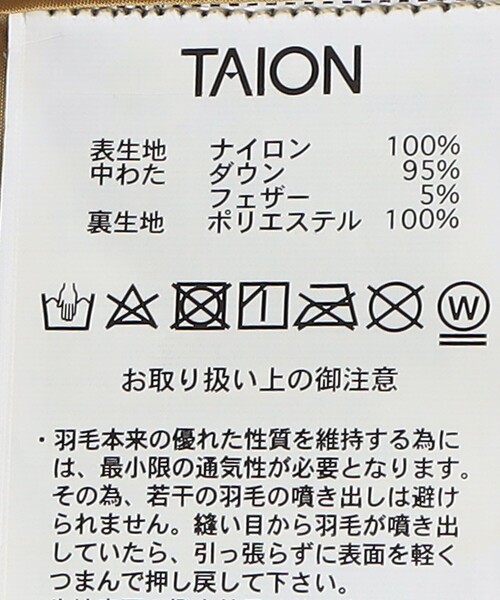 TAION
表生地 ナイロン 100%
中わた ダウン 95%
フェザー 5%
裏生地 ポリエステル 100%
W
お取り扱い上の御注意
・羽毛本来の優れた性質を維持する為に
は、最小限の通気性が必要となります。
その為、若干の羽毛の噴き出しは避け
られません。縫い目から羽毛が噴き出
していたら、引っ張らずに表面を軽く
つまんで押し戻して下さい。